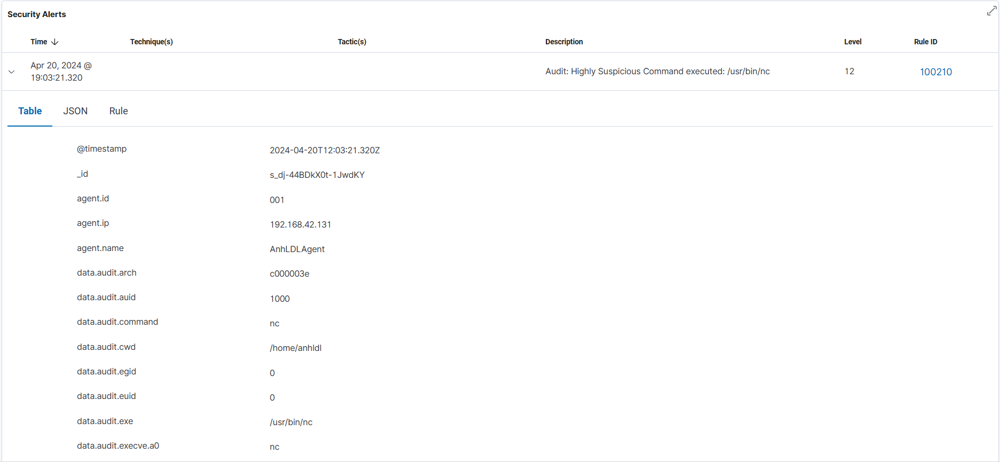 Security Alerts
Time Technique(s) Tactic(s) Description Level Rule ID
Apr 20, 2024 @
19:03:21.320
Audit: Highly Suspicious Command executed: /usr/bin/nc 12 100210
Table JSON Rule
@timestamp 2024-04-20T12:03:21.320Z
_id s_dj-44BDkX0t-1JwdKY
agent.id 001
agent.ip 192.168.42.131
agent.name AnhLDLAgent
data.audit.arch c000003e
data.audit.auid 1000
data.audit.command nc
data.audit.cwd /home/anhldl
data.audit.egid 0
data.audit.euid 0
data.audit.exe /usr/bin/nc
data.audit.execve.a0 nc